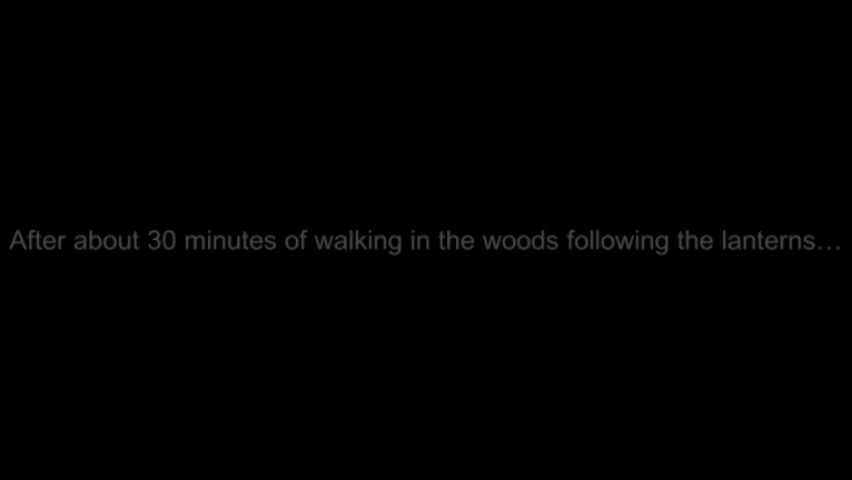 After about 30 minutes of walking in the woods following the lanterns…